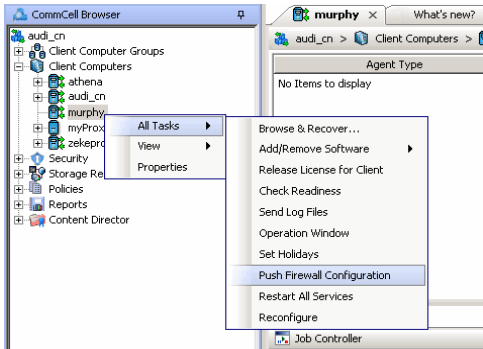 CommCell Browser
audi_cn
Client Computer Groups
Client Computers
athena
audi_cn
murphy
myProx
zekepro
Security
Storage Re
Policies
Reports
Content Director
All Tasks
View
Properties
Browse & Recover...
Add/Remove Software
Release License for Client
Check Readiness
Send Log Files
Operation Window
Set Holidays
Push Firewall Configuration
Restart All Services
Reconfigure
murphy
What's new?
audi_cn > Client Computers >
Agent Type
No Items to display
Job Controller